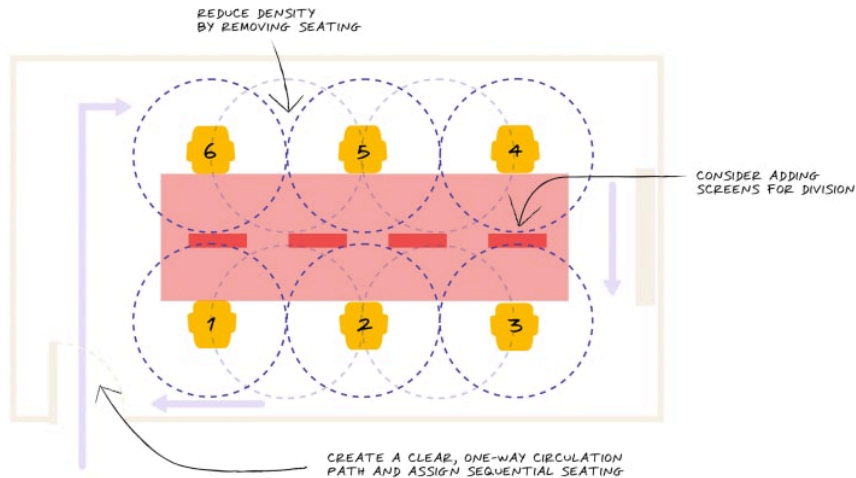 REDUCE DENSITY
BY REMOVING SEATING
6
5
4
CONSIDER ADDING
SCREENS FOR DIVISION
1
2
3
CREATE A CLEAR, ONE-WAY CIRCULATION
PATH AND ASSIGN SEQUENTIAL SEATING